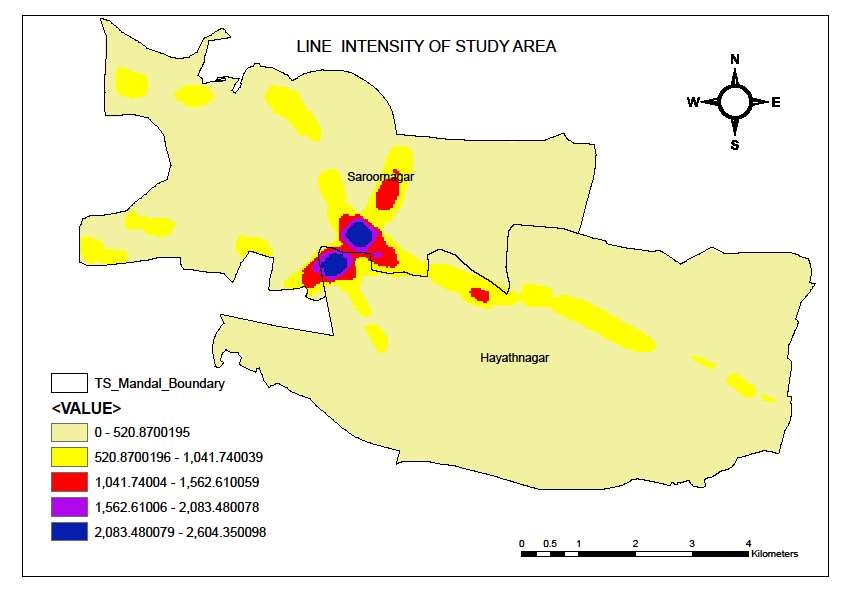 LINE INTENSITY OF STUDY AREA
N
W E
S
Saroornagar
Hayathnagar
TS_Mandal_Boundary
<VALUE>
0 - 520.8700195
520.8700196 - 1,041.740039
1,041.74004 - 1,562.610059
1,562.61006 - 2,083.480078
2,083.480079 - 2,604.350098
0 0.5 1 2 3 4
Kilometers